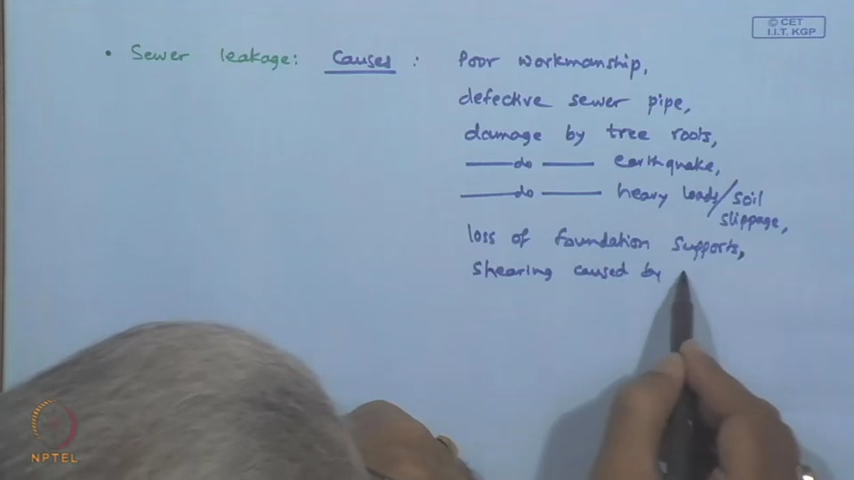 © CET
I.I.T. KGP
• Sewer leakage: Causes : Poor workmanship,
defective sewer pipe,
damage by tree roots,
—— do —— earthquake,
—— do —— heavy loads/soil
slippage,
loss of foundation supports,
Shearing caused by
NPTEL